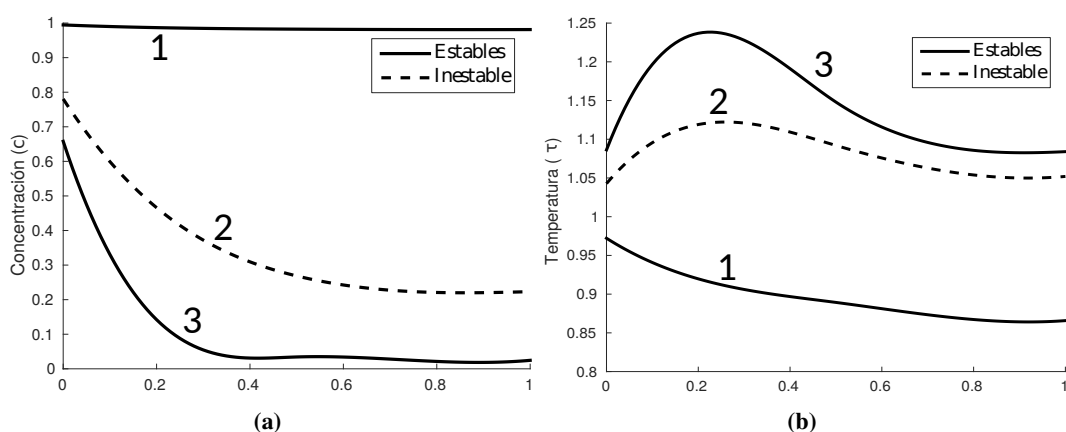 1
0.9
0.8
0.7
0.6
0.5
0.4
0.3
0.2
0.1
0
Concentración (c)
0 0.2 0.4 0.6 0.8 1
1
2
3
Estables
Inestable
(a)
1.25
1.2
1.15
1.1
1.05
1
0.95
0.9
0.85
0.8
Temperatura ( τ)
0 0.2 0.4 0.6 0.8 1
3
2
1
Estables
Inestable
(b)